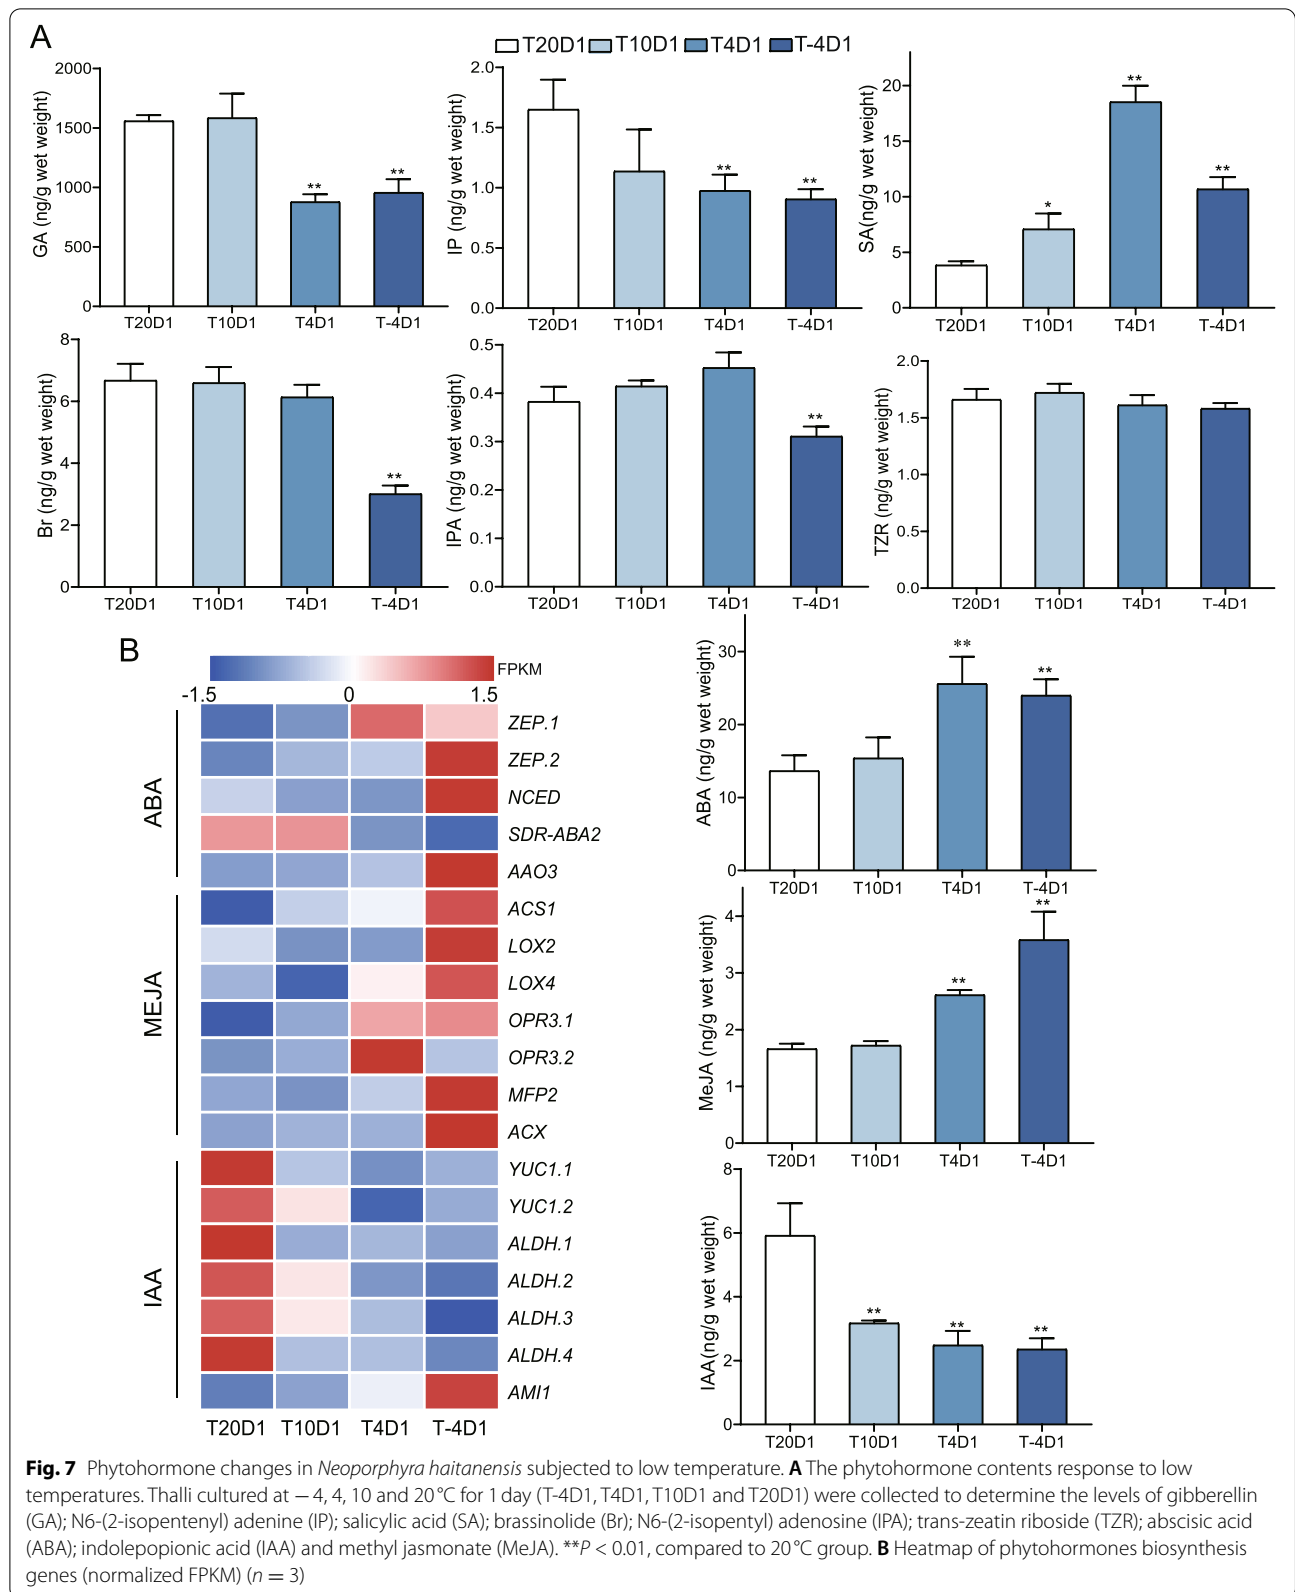 A
T20D1 T10D1 T4D1 T-4D1
GA (ng/g wet weight)
2000
1500
1000
500
0
** **
T20D1 T10D1 T4D1 T-4D1
IP (ng/g wet weight)
2.0
1.5
1.0
0.5
0.0
** **
T20D1 T10D1 T4D1 T-4D1
SA(ng/g wet weight)
20
15
10
5
0
* ** **
T20D1 T10D1 T4D1 T-4D1
Br (ng/g wet weight)
8
6
4
2
0
**
T20D1 T10D1 T4D1 T-4D1
IPA (ng/g wet weight)
0.5
0.4
0.3
0.2
0.1
0.0
**
T20D1 T10D1 T4D1 T-4D1
TZR (ng/g wet weight)
2.0
1.5
1.0
0.5
0.0
T20D1 T10D1 T4D1 T-4D1
B
FPKM
-1.5 0 1.5
ABA
ZEP.1
ZEP.2
NCED
SDR-ABA2
AAO3
MEJA
ACS1
LOX2
LOX4
OPR3.1
OPR3.2
MFP2
ACX
IAA
YUC1.1
YUC1.2
ALDH.1
ALDH.2
ALDH.3
ALDH.4
AMI1
T20D1 T10D1 T4D1 T-4D1
ABA (ng/g wet weight)
30
20
10
0
** **
T20D1 T10D1 T4D1 T-4D1
MeJA (ng/g wet weight)
4
3
2
1
0
** **
T20D1 T10D1 T4D1 T-4D1
IAA(ng/g wet weight)
8
6
4
2
0
** ** **
T20D1 T10D1 T4D1 T-4D1
Fig. 7 Phytohormone changes in Neoporphyra haitanensis subjected to low temperature. A The phytohormone contents response to low
temperatures. Thalli cultured at − 4, 4, 10 and 20 °C for 1 day (T-4D1, T4D1, T10D1 and T20D1) were collected to determine the levels of gibberellin
(GA); N6-(2-isopentenyl) adenine (IP); salicylic acid (SA); brassinolide (Br); N6-(2-isopentyl) adenosine (IPA); trans-zeatin riboside (TZR); abscisic acid
(ABA); indolepopionic acid (IAA) and methyl jasmonate (MeJA). **P < 0.01, compared to 20 °C group. B Heatmap of phytohormones biosynthesis
genes (normalized FPKM) (n = 3)